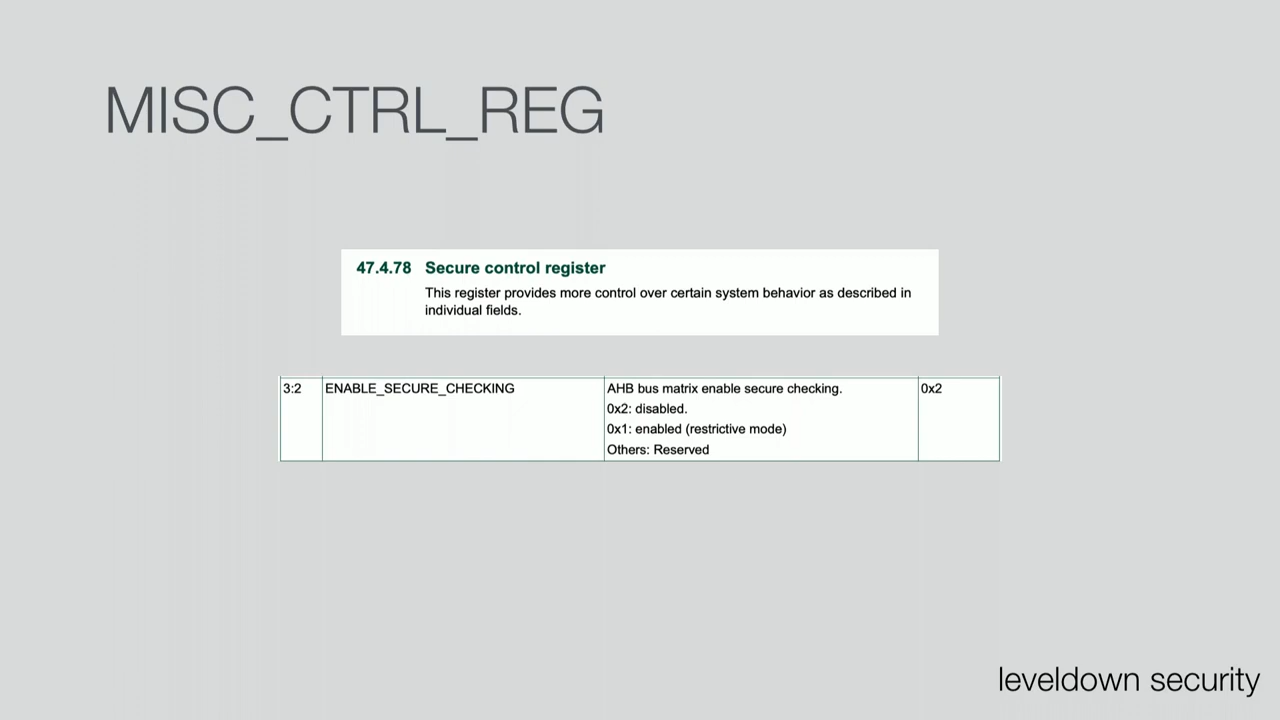 MISC_CTRL_REG
47.4.78 Secure control register
This register provides more control over certain system behavior as described in
individual fields.
3:2 ENABLE_SECURE_CHECKING AHB bus matrix enable secure checking. 0x2
0x2: disabled.
0x1: enabled (restrictive mode)
Others: Reserved
leveldown security